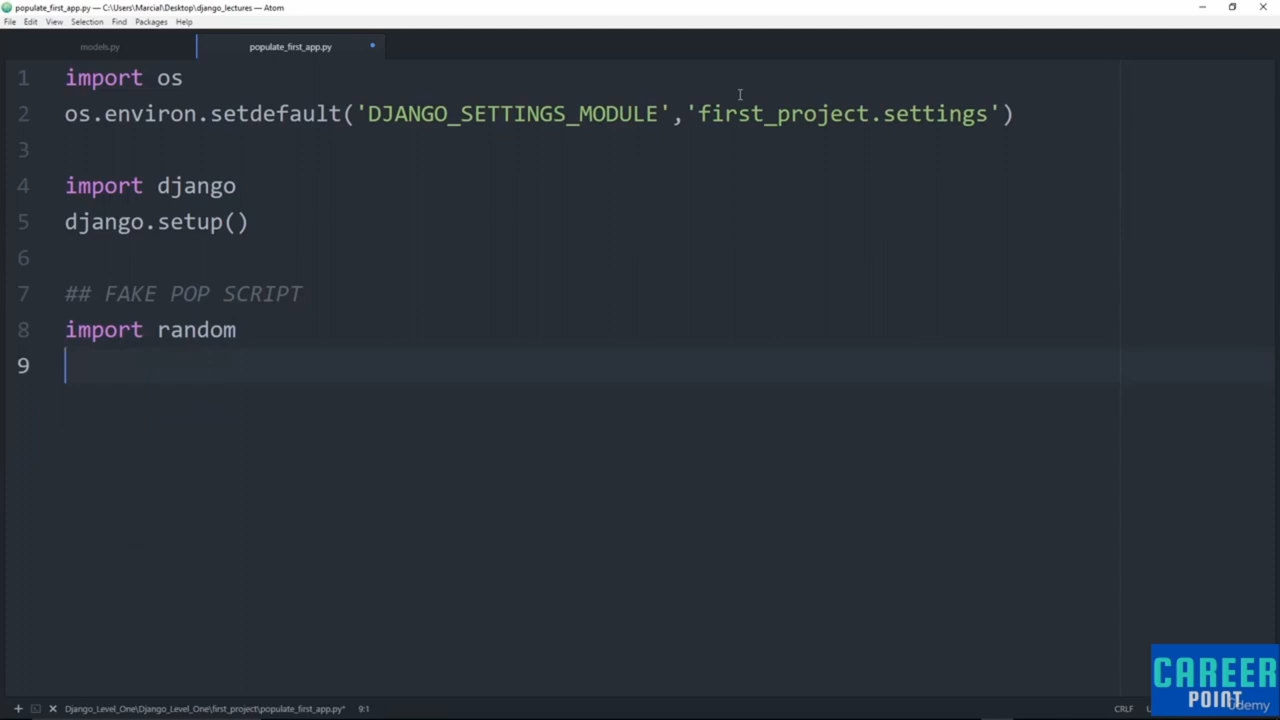 populate_first_app.py — C:\Users\Marcial\Desktop\django_lectures — Atom
File Edit View Selection Find Packages Help
models.py populate_first_app.py
1 import os
2 os.environ.setdefault('DJANGO_SETTINGS_MODULE','first_project.settings')
3
4 import django
5 django.setup()
6
7 ## FAKE POP SCRIPT
8 import random
9
CAREER
POINT
Udemy
Django_Level_One\Django_Level_One\first_project\populate_first_app.py* 9:1 CRLF